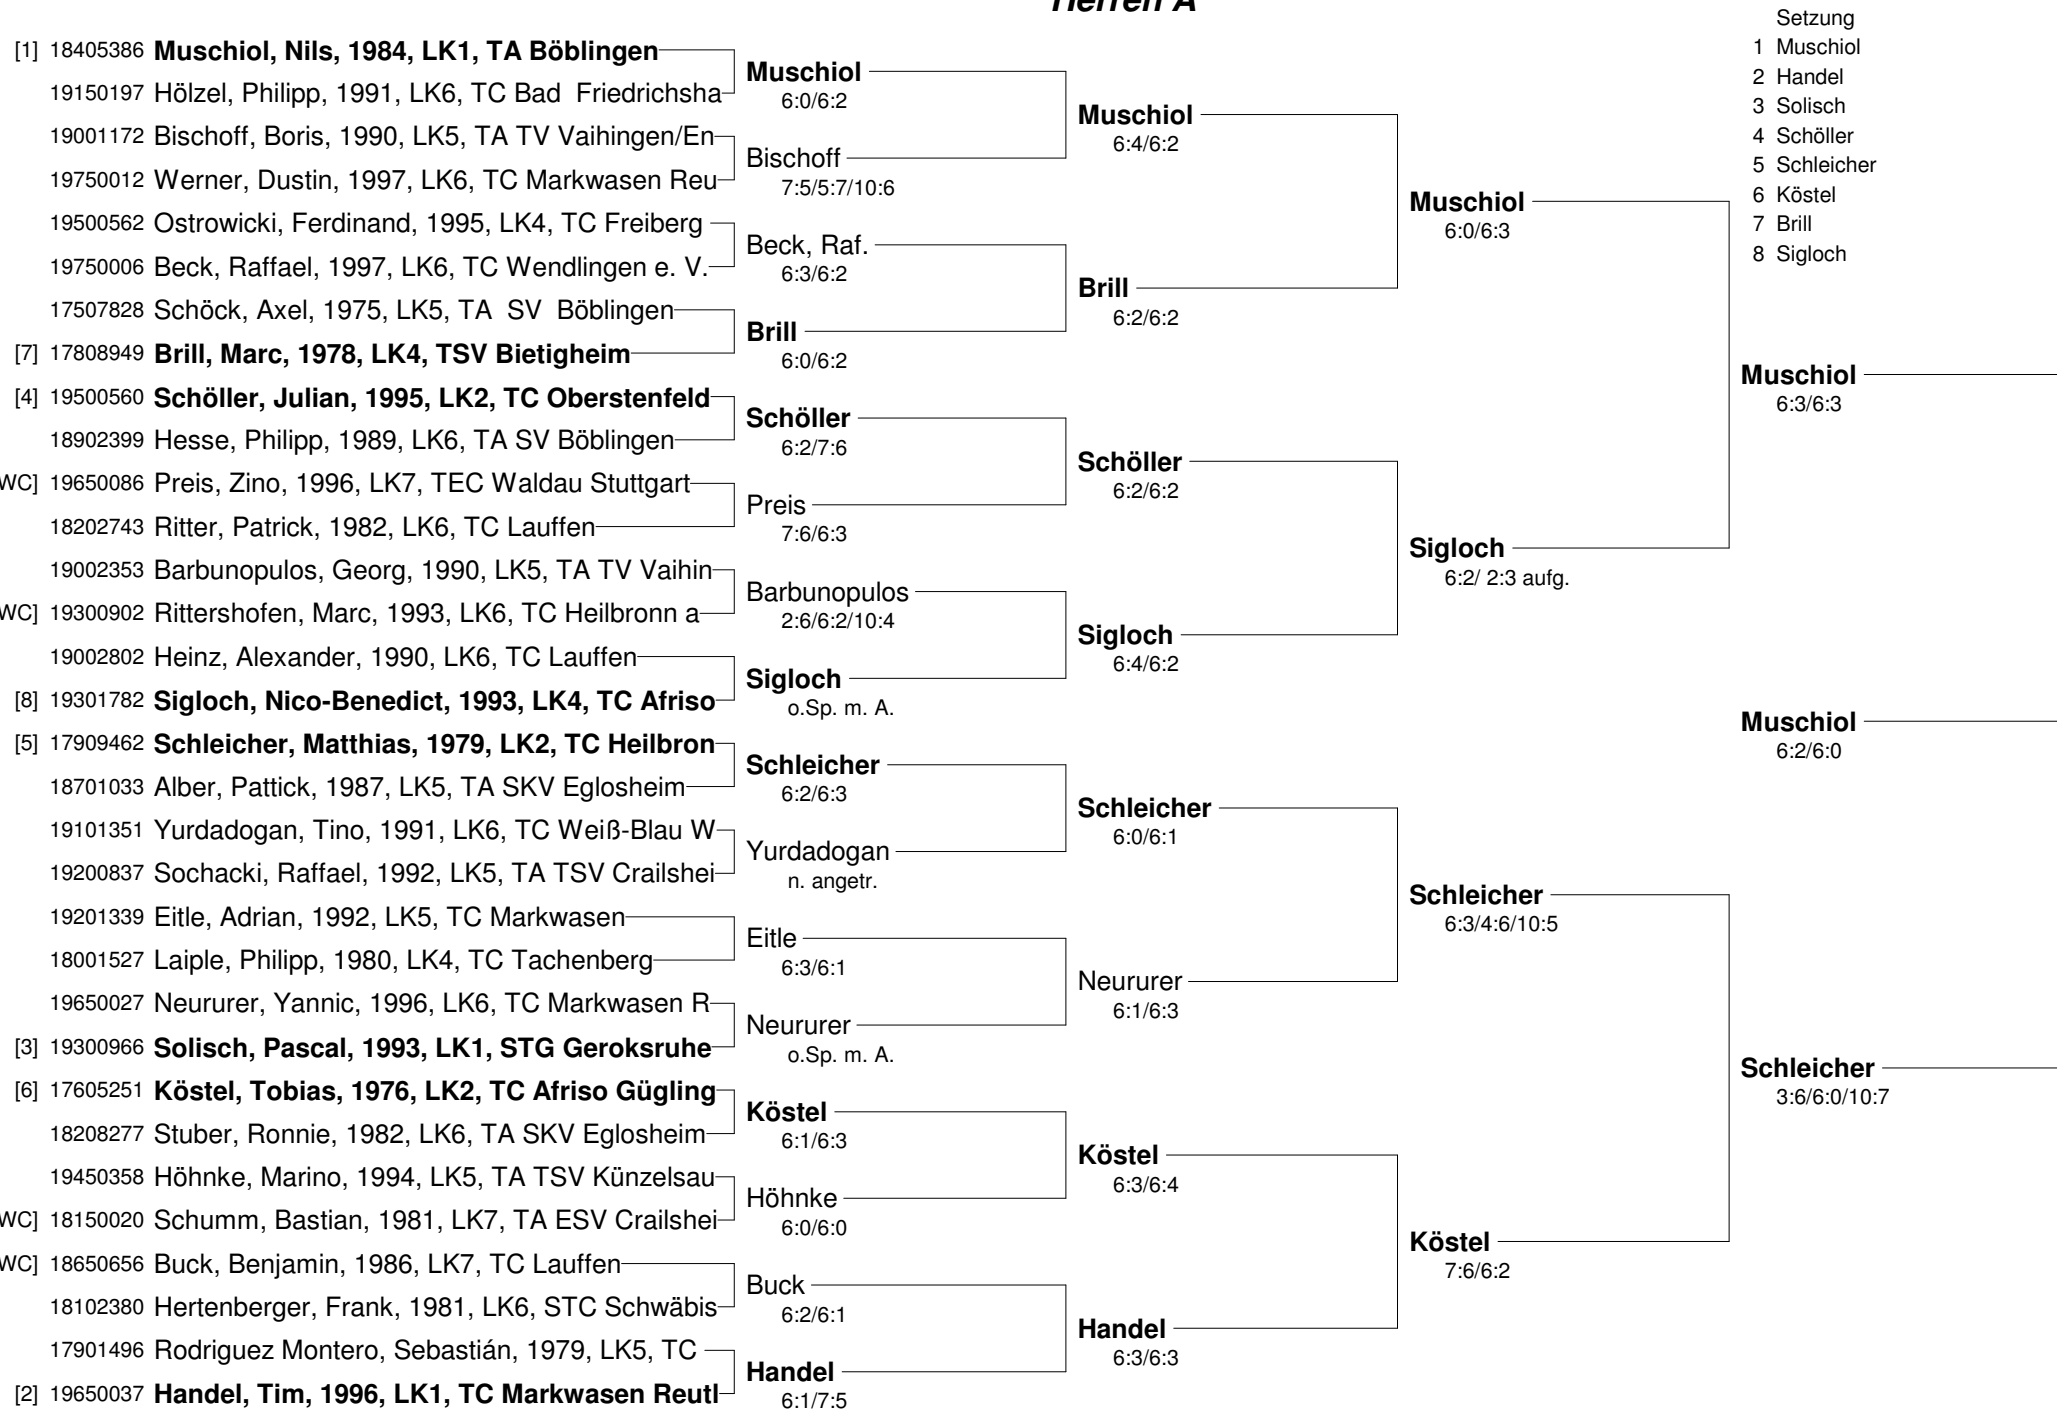 Herren A
[1] 18405386 Muschiol, Nils, 1984, LK1, TA Böblingen
19150197 Hölzel, Philipp, 1991, LK6, TC Bad  Friedrichsha
19001172 Bischoff, Boris, 1990, LK5, TA TV Vaihingen/En
19750012 Werner, Dustin, 1997, LK6, TC Markwasen Reu
19500562 Ostrowicki, Ferdinand, 1995, LK4, TC Freiberg
19750006 Beck, Raffael, 1997, LK6, TC Wendlingen e. V.
17507828 Schöck, Axel, 1975, LK5, TA  SV  Böblingen
[7] 17808949 Brill, Marc, 1978, LK4, TSV Bietigheim
[4] 19500560 Schöller, Julian, 1995, LK2, TC Oberstenfeld
18902399 Hesse, Philipp, 1989, LK6, TA SV Böblingen
WC] 19650086 Preis, Zino, 1996, LK7, TEC Waldau Stuttgart
18202743 Ritter, Patrick, 1982, LK6, TC Lauffen
19002353 Barbunopulos, Georg, 1990, LK5, TA TV Vaihin
WC] 19300902 Rittershofen, Marc, 1993, LK6, TC Heilbronn a
19002802 Heinz, Alexander, 1990, LK6, TC Lauffen
[8] 19301782 Sigloch, Nico-Benedict, 1993, LK4, TC Afriso
[5] 17909462 Schleicher, Matthias, 1979, LK2, TC Heilbron
18701033 Alber, Pattick, 1987, LK5, TA SKV Eglosheim
19101351 Yurdadogan, Tino, 1991, LK6, TC Weiß-Blau W
19200837 Sochacki, Raffael, 1992, LK5, TA TSV Crailshei
19201339 Eitle, Adrian, 1992, LK5, TC Markwasen
18001527 Laiple, Philipp, 1980, LK4, TC Tachenberg
19650027 Neururer, Yannic, 1996, LK6, TC Markwasen R
[3] 19300966 Solisch, Pascal, 1993, LK1, STG Geroksruhe
[6] 17605251 Köstel, Tobias, 1976, LK2, TC Afriso Gügling
18208277 Stuber, Ronnie, 1982, LK6, TA SKV Eglosheim
19450358 Höhnke, Marino, 1994, LK5, TA TSV Künzelsau
WC] 18150020 Schumm, Bastian, 1981, LK7, TA ESV Crailshei
WC] 18650656 Buck, Benjamin, 1986, LK7, TC Lauffen
18102380 Hertenberger, Frank, 1981, LK6, STC Schwäbis
17901496 Rodriguez Montero, Sebastián, 1979, LK5, TC
[2] 19650037 Handel, Tim, 1996, LK1, TC Markwasen Reutl
Muschiol
6:0/6:2
Bischoff
7:5/5:7/10:6
Beck, Raf.
6:3/6:2
Brill
6:0/6:2
Schöller
6:2/7:6
Preis
7:6/6:3
Barbunopulos
2:6/6:2/10:4
Sigloch
o.Sp. m. A.
Schleicher
6:2/6:3
Yurdadogan
n. angetr.
Eitle
6:3/6:1
Neururer
o.Sp. m. A.
Köstel
6:1/6:3
Höhnke
6:0/6:0
Buck
6:2/6:1
Handel
6:1/7:5
Muschiol
6:4/6:2
Brill
6:2/6:2
Schöller
6:2/6:2
Sigloch
6:4/6:2
Schleicher
6:0/6:1
Neururer
6:1/6:3
Köstel
6:3/6:4
Handel
6:3/6:3
Muschiol
6:0/6:3
Sigloch
6:2/ 2:3 aufg.
Schleicher
6:3/4:6/10:5
Köstel
7:6/6:2
Setzung
1 Muschiol
2 Handel
3 Solisch
4 Schöller
5 Schleicher
6 Köstel
7 Brill
8 Sigloch
Muschiol
6:3/6:3
Muschiol
6:2/6:0
Schleicher
3:6/6:0/10:7